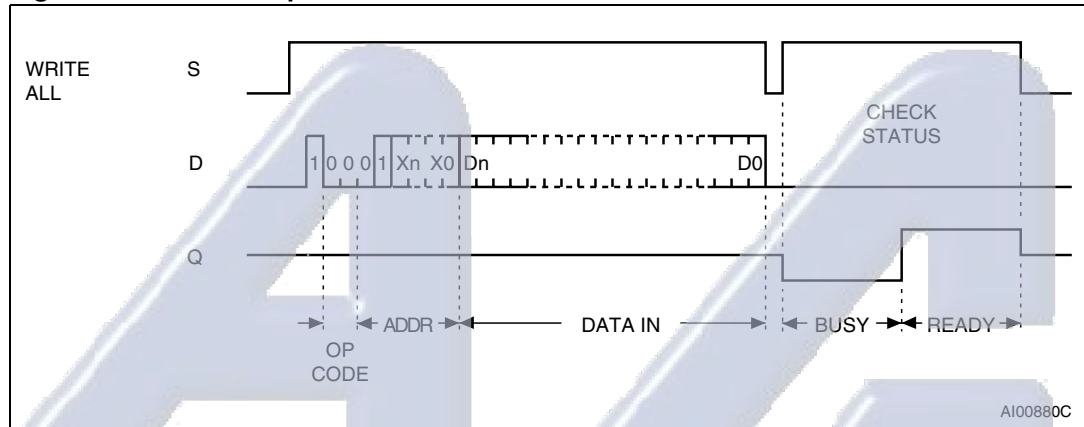 WRITE ALL
S
CHECK STATUS
D
1 0 0 0 1 Xn X0 Dn D0
Q
ADDR DATA IN BUSY READY
OP CODE
AI00880C